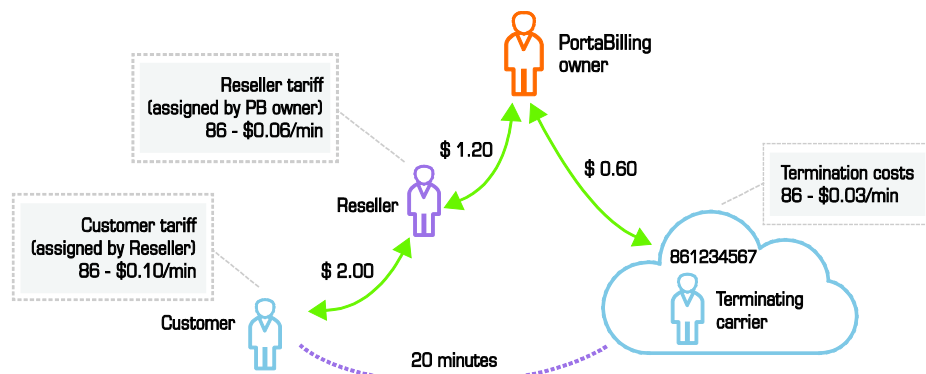 PortaBilling
owner
Reseller tariff
(assigned by PB owner)
86 - $0.06/min
$ 1.20
$ 0.60
Termination costs
86 - $0.03/min
Reseller
Customer tariff
(assigned by Reseller)
86 - $0.10/min
$ 2.00
861234567
Terminating
carrier
Customer
20 minutes